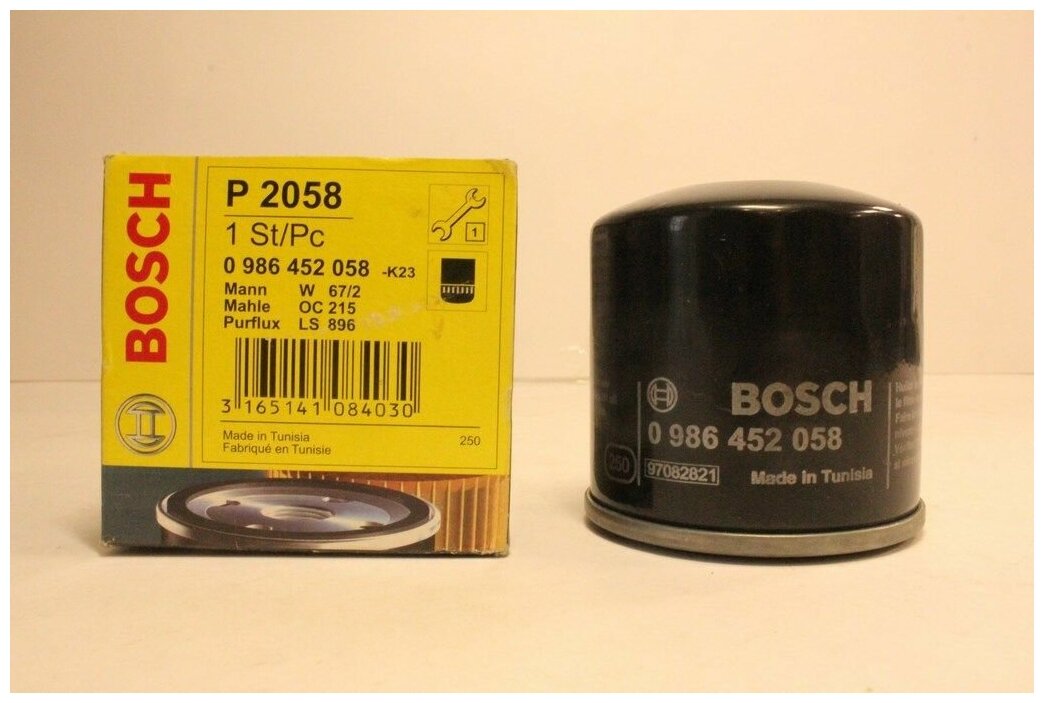 BOSCH
P 2058
1 St/Pc
1
0 986 452 058 -K23
Mann W 67/2
Mahle OC 215
Purflux LS 896
3 165141 084030
Made in Tunisia
Fabriqué en Tunisie
250
BOSCH
0 986 452 058
250
97082821
Made in Tunisia